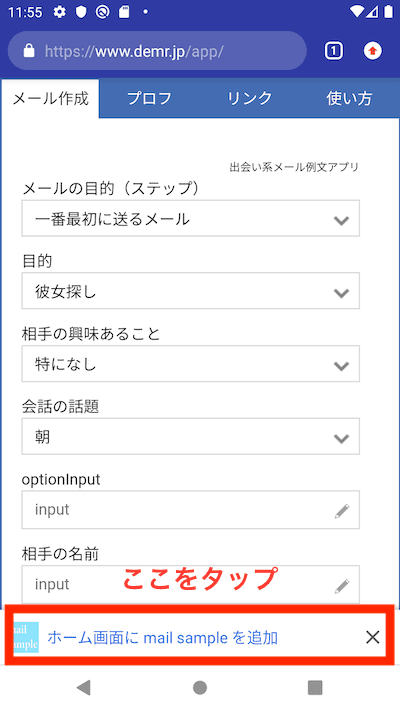 11:55
https://www.demr.jp/app/
1
メール作成
プロフ
リンク
使い方
出会い系メール例文アプリ
メールの目的（ステップ）
一番最初に送るメール
目的
彼女探し
相手の興味あること
特になし
会話の話題
朝
optionInput
input
相手の名前
input
ここをタップ
mail
sample
ホーム画面に mail sample を追加